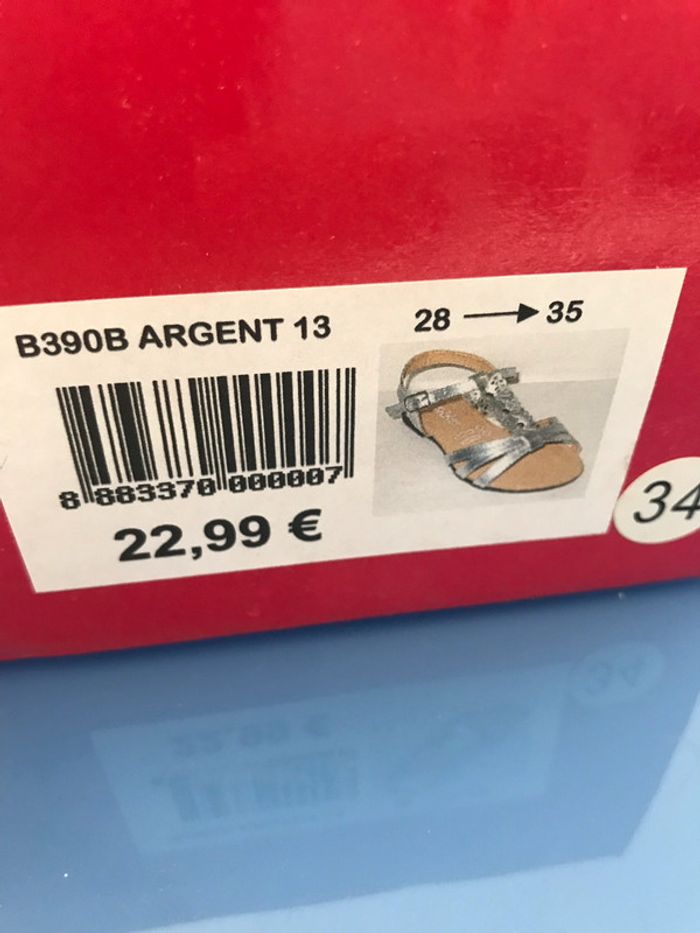 B390B ARGENT 13
28 → 35
8 883370 000007
22,99 €
34